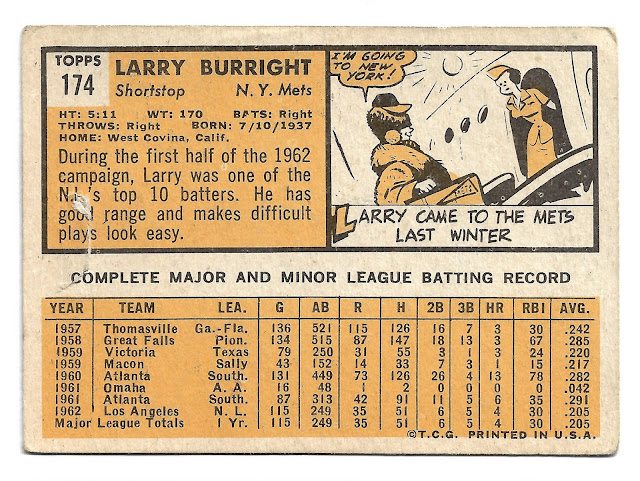 TOPPS
174
LARRY BURRIGHT
Shortstop N. Y. Mets
HT: 5:11 WT: 170 BATS: Right
THROWS: Right BORN: 7/10/1937
HOME: West Covina, Calif.
During the first half of the 1962
campaign, Larry was one of the
N.L.'s top 10 batters. He has
good range and makes difficult
plays look easy.
I'M GOING
TO NEW
YORK!
LARRY CAME TO THE METS
LAST WINTER
COMPLETE MAJOR AND MINOR LEAGUE BATTING RECORD
YEAR TEAM LEA. G AB R H 2B 3B HR RBI AVG.
1957 Thomasville Ga.-Fla. 136 521 115 126 16 7 3 30 .242
1958 Great Falls Pion. 134 515 87 147 18 13 3 67 .285
1959 Victoria Texas 79 250 31 55 3 1 3 24 .220
1959 Macon Sally 43 152 14 33 7 3 1 15 .217
1960 Atlanta South. 131 449 73 126 26 4 13 78 .282
1961 Omaha A.A. 16 48 1 2 0 0 0 0 .042
1961 Atlanta South. 87 313 42 91 11 6 5 35 .291
1962 Los Angeles N. L. 115 249 35 51 6 5 4 30 .205
Major League Totals 1 Yr. 115 249 35 51 6 5 4 30 .205
©T.C.G. PRINTED IN U.S.A.